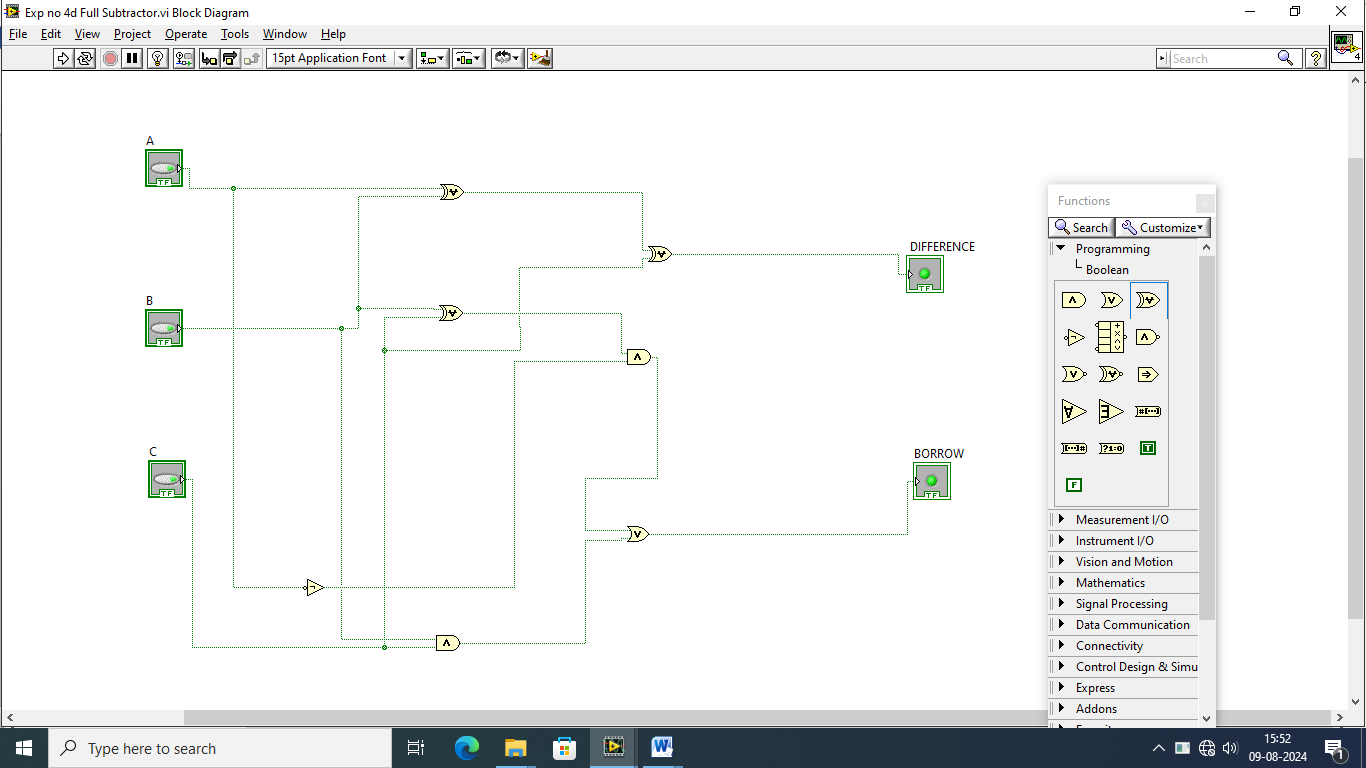 Exp no 4d Full Subtractor.vi Block Diagram
File Edit View Project Operate Tools Window Help
15pt Application Font
Search
?
4
A
TF
B
TF
C
TF
DIFFERENCE
TF
BORROW
TF
Functions
Search Customize
Programming
Boolean
Measurement I/O
Instrument I/O
Vision and Motion
Mathematics
Signal Processing
Data Communication
Connectivity
Control Design & Simu
Express
Addons
Type here to search
15:52
09-08-2024
1